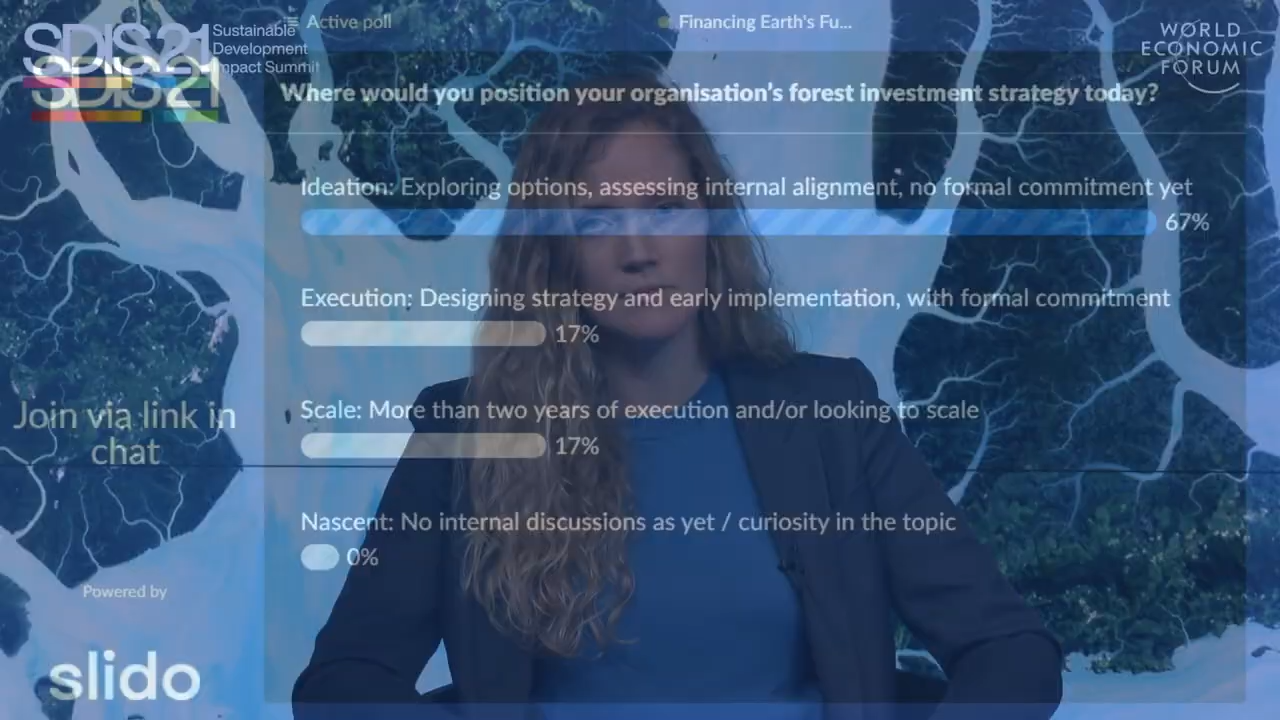 SDIS21
Sustainable
Development
Impact Summit
SDIS21
Active poll
Financing Earth's Fu...
WORLD
ECONOMIC
FORUM
Where would you position your organisation's forest investment strategy today?
Ideation: Exploring options, assessing internal alignment, no formal commitment yet
67%
Execution: Designing strategy and early implementation, with formal commitment
17%
Scale: More than two years of execution and/or looking to scale
17%
Nascent: No internal discussions as yet / curiosity in the topic
0%
Join via link in
chat
Powered by
slido